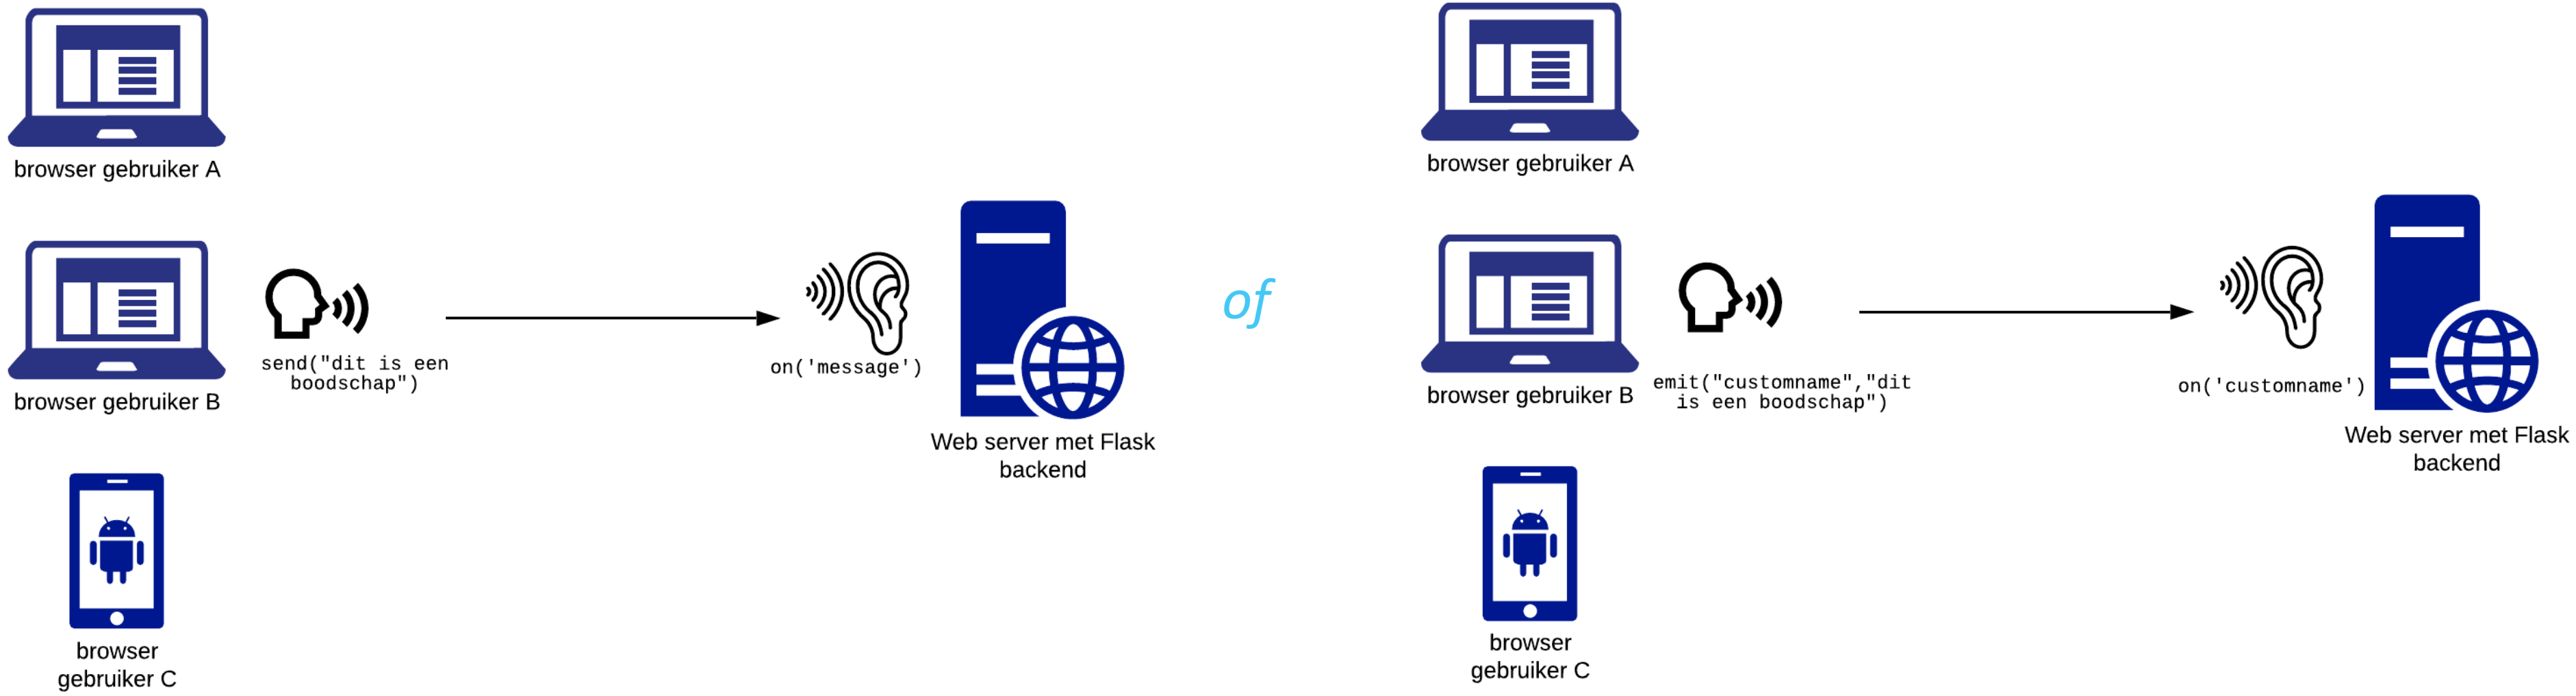 browser gebruiker A
browser gebruiker B
send("dit is een
boodschap")
on('message')
Web server met Flask
backend
browser
gebruiker C
of
browser gebruiker A
browser gebruiker B
emit("customname","dit
is een boodschap")
on('customname')
Web server met Flask
backend
browser
gebruiker C